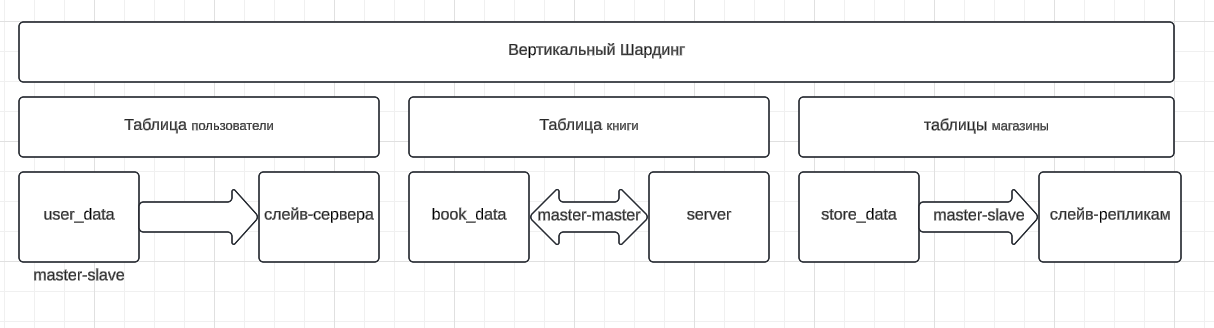 Вертикальный Шардинг
Таблица пользователи
Таблица книги
таблицы магазины
user_data
слейв-сервера
book_data
master-master
server
store_data
master-slave
слейв-репликам
master-slave